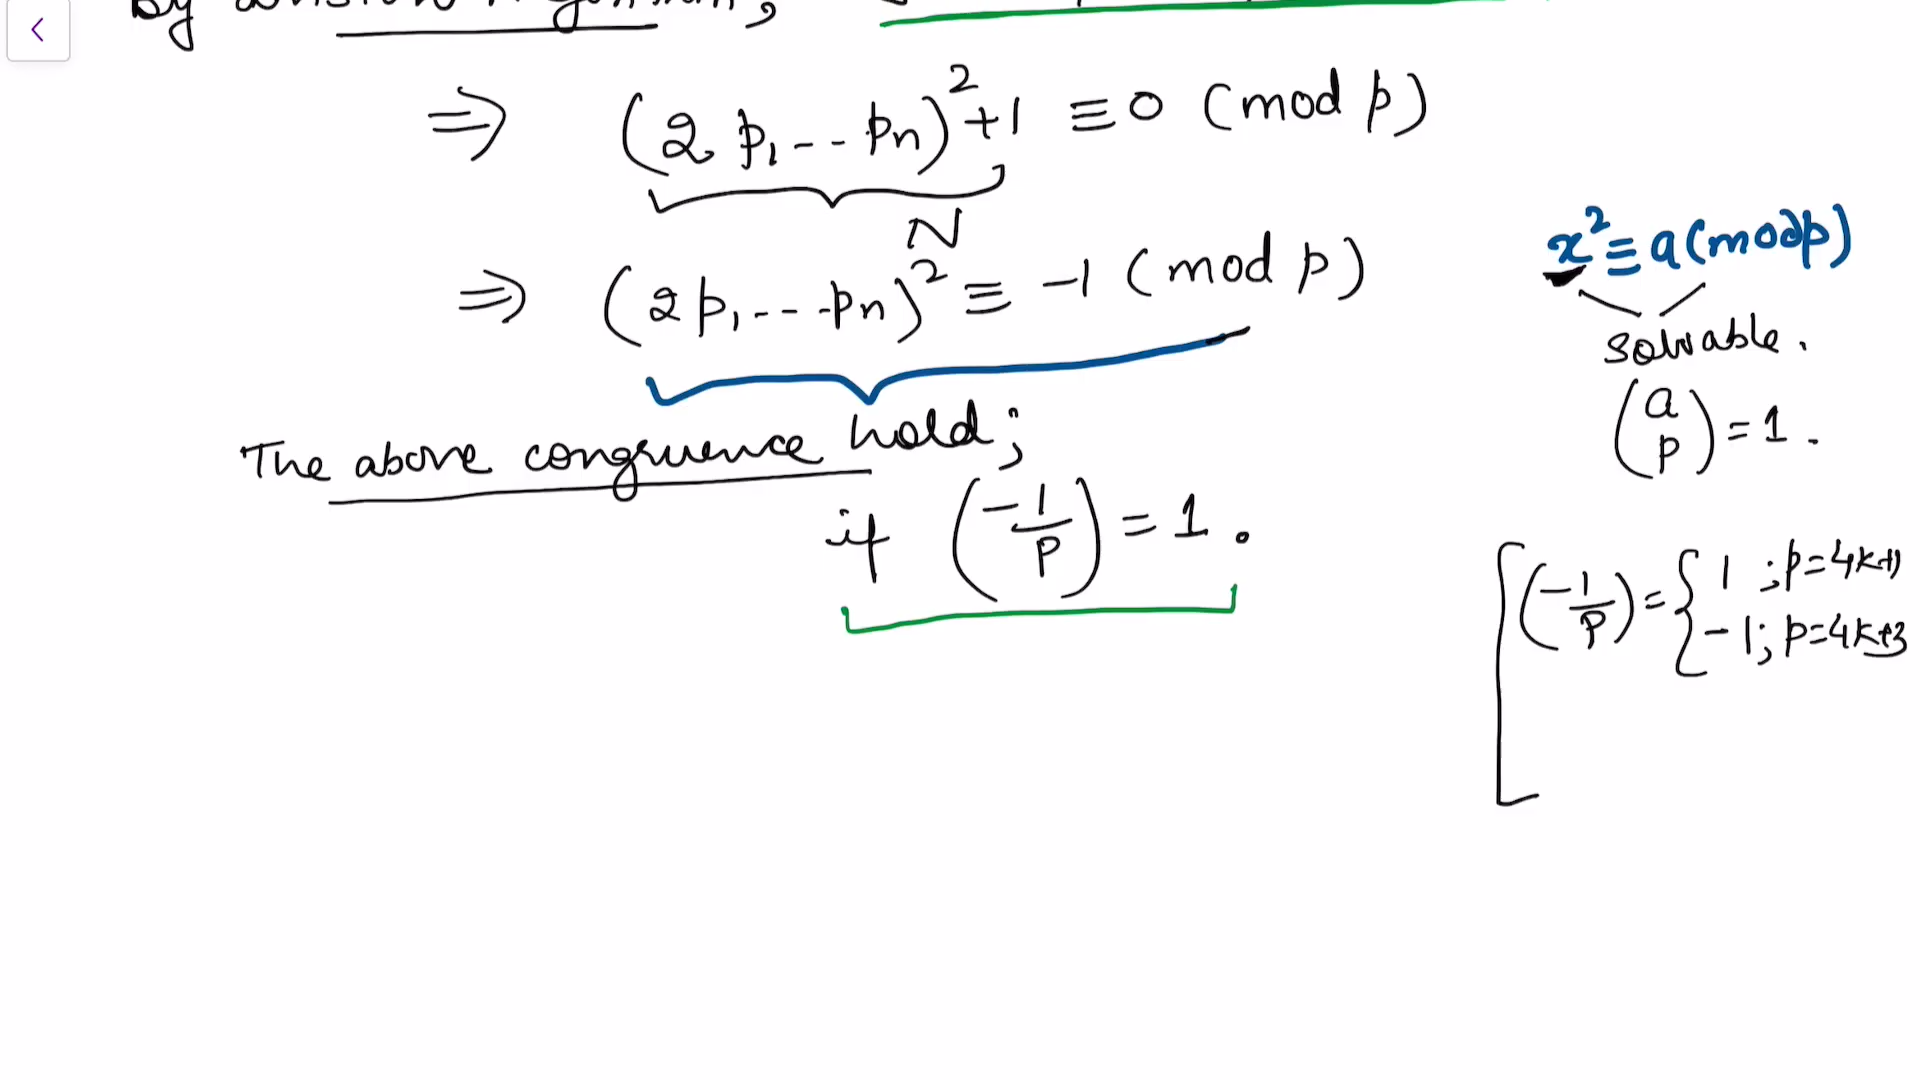 By
⇒ (2 p₁ -- - pₙ)² + 1 ≡ 0 (mod p)
N
⇒ (2 p₁ - - - pₙ)² ≡ -1 (mod p)
The above congruence hold;
if (-1/p) = 1 .
x² ≡ a (mod p)
solvable.
(a/p) = 1 .
(-1/p) = { 1 ; p = 4k+1
-1 ; p = 4k+3